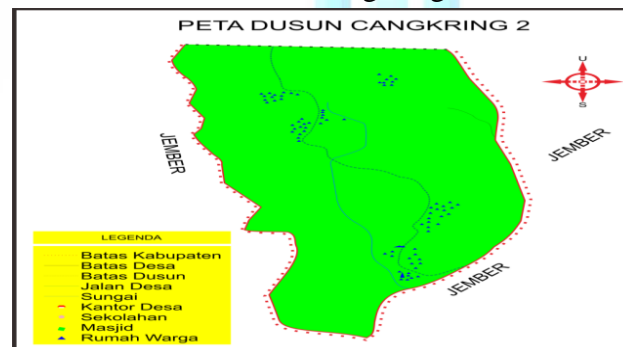 PETA DUSUN CANGKRING 2
U
S
JEMBER
JEMBER
JEMBER
LEGENDA
Batas Kabupaten
Batas Desa
Batas Dusun
Jalan Desa
Sungai
Kantor Desa
Sekolahan
Masjid
Rumah Warga